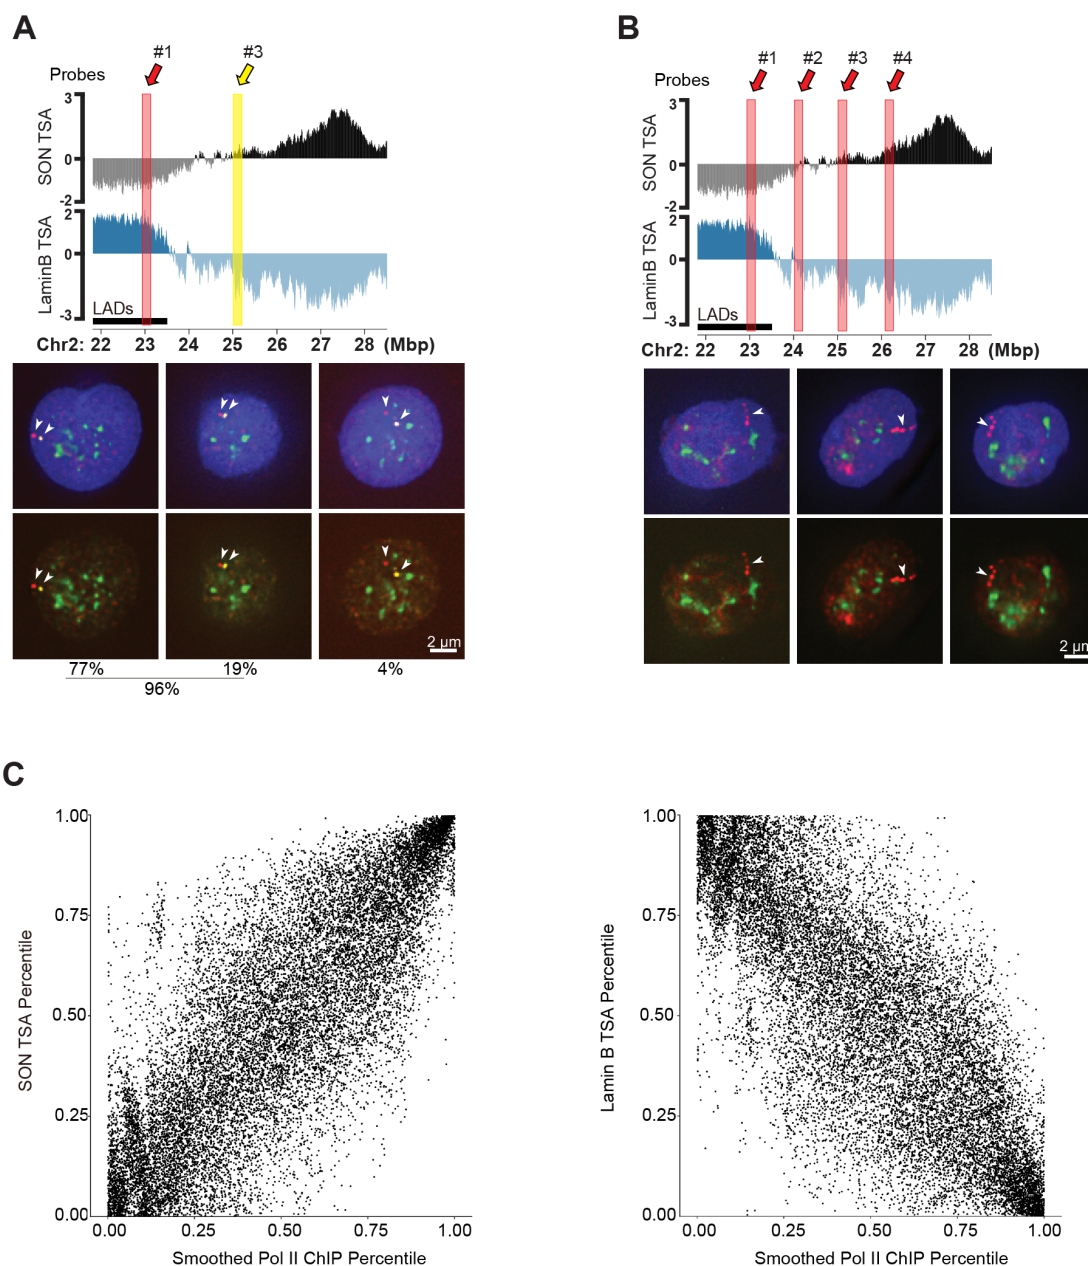 A
Probes
#1
#3
3
0
-2
SON TSA
2
0
-3
LaminB TSA
LADs
Chr2: 22 23 24 25 26 27 28 (Mbp)
2 µm
77% 19% 4%
96%
B
Probes
#1 #2 #3 #4
3
0
-2
SON TSA
2
0
-3
LaminB TSA
LADs
Chr2: 22 23 24 25 26 27 28 (Mbp)
2 µm
C
1.00
0.75
0.50
0.25
0.00
SON TSA Percentile
0.00 0.25 0.50 0.75 1.00
Smoothed Pol II ChIP Percentile
1.00
0.75
0.50
0.25
0.00
Lamin B TSA Percentile
0.00 0.25 0.50 0.75 1.00
Smoothed Pol II ChIP Percentile